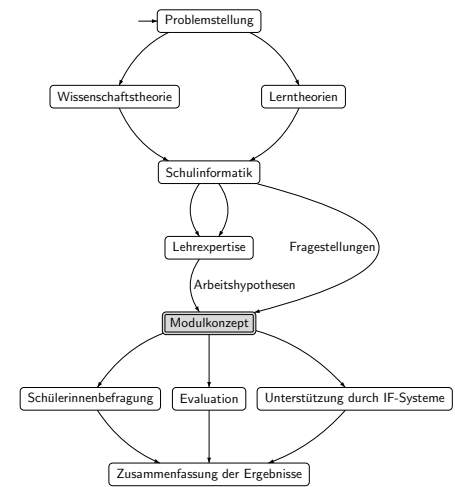 Problemstellung
Wissenschaftstheorie
Lerntheorien
Schulinformatik
Lehrexpertise
Fragestellungen
Arbeitshypothesen
Modulkonzept
Schülerinnenbefragung
Evaluation
Unterstützung durch IF-Systeme
Zusammenfassung der Ergebnisse